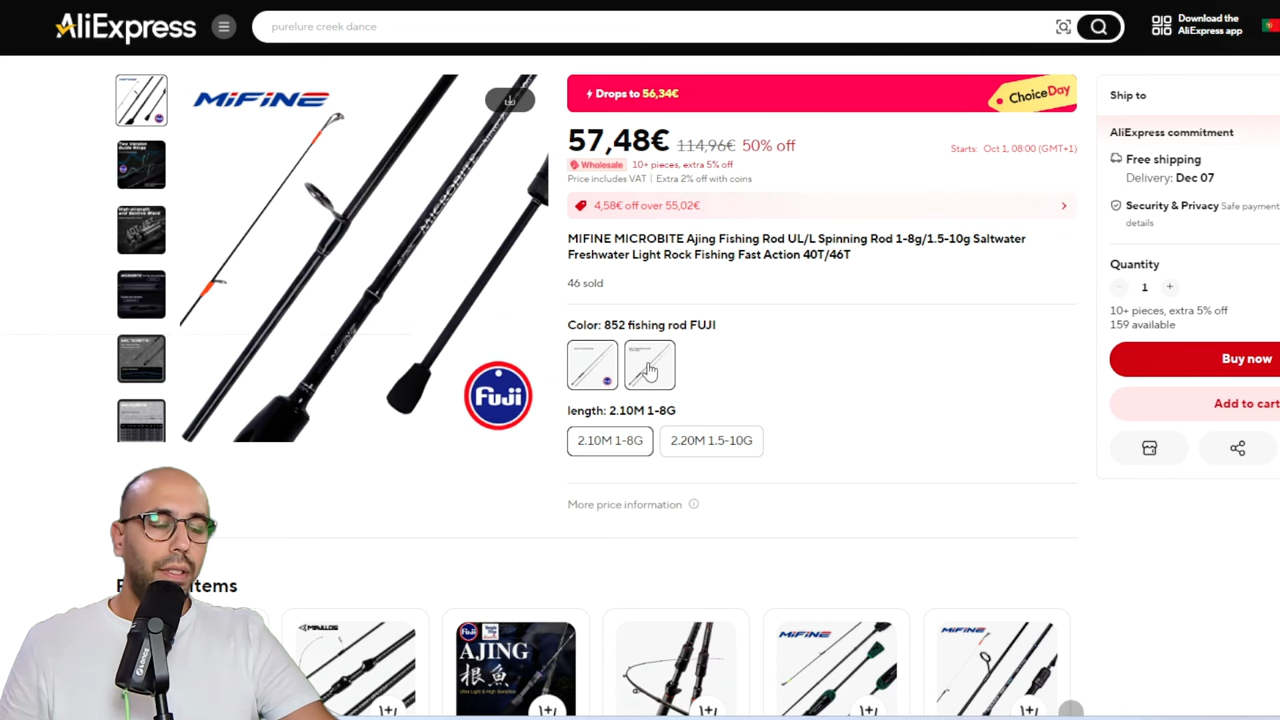 AliExpress
purelure creek dance
Download the
AliExpress app
MIFINE
MICROBITE
MIFINE
Fuji
Drops to 56,34€
ChoiceDay
57,48€ 114,96€ 50% off
Starts: Oct 1, 08:00 (GMT+1)
Wholesale 10+ pieces, extra 5% off
Price includes VAT | Extra 2% off with coins
4,58€ off over 55,02€
MIFINE MICROBITE Ajing Fishing Rod UL/L Spinning Rod 1-8g/1.5-10g Saltwater
Freshwater Light Rock Fishing Fast Action 40T/46T
46 sold
Color: 852 fishing rod FUJI
length: 2.10M 1-8G
2.10M 1-8G
2.20M 1.5-10G
More price information
Ship to
AliExpress commitment
Free shipping
Delivery: Dec 07
Security & Privacy Safe payment
details
Quantity
1
10+ pieces, extra 5% off
159 available
Buy now
Add to cart
tems
Fuji
AJING
根魚
MIFINE
MIFINE